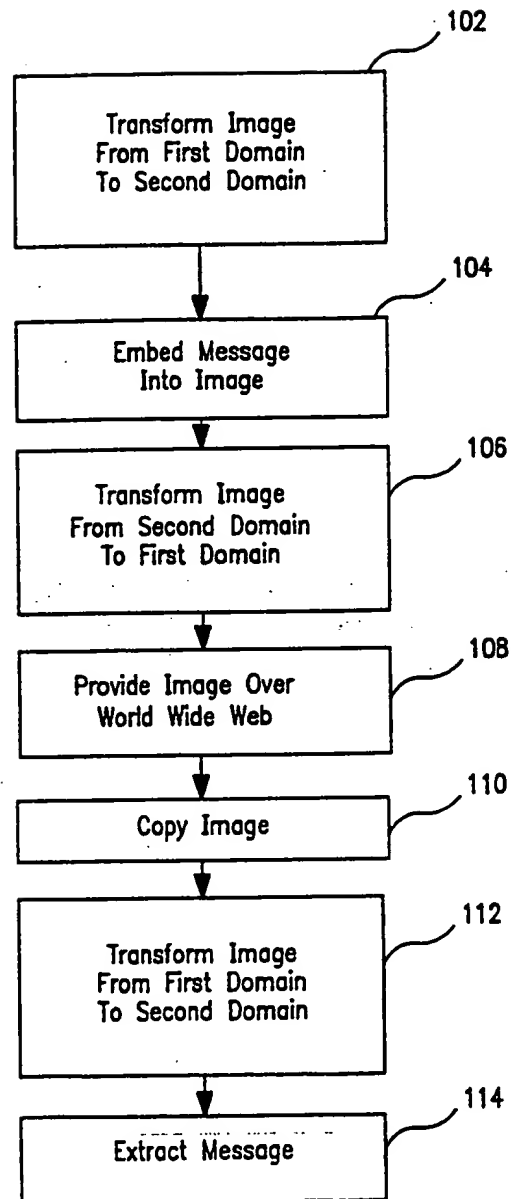 102
Transform Image
From First Domain
To Second Domain
104
Embed Message
Into Image
106
Transform Image
From Second Domain
To First Domain
108
Provide Image Over
World Wide Web
110
Copy Image
112
Transform Image
From First Domain
To Second Domain
114
Extract Message